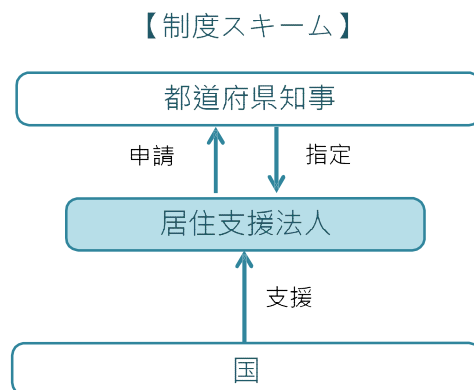 【制度スキーム】
都道府県知事
申請
指定
居住支援法人
支援
国